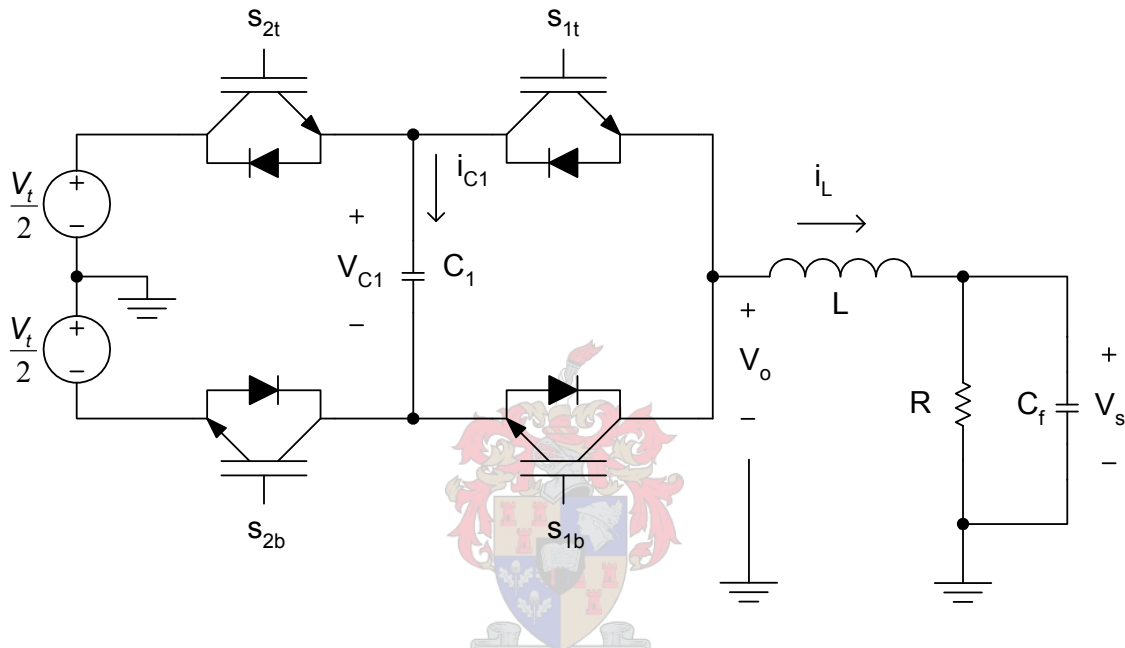 S2t
S1t
Vt/2
+
−
iC1
+
VC1
−
C1
iL
L
Vt/2
+
−
+
Vo
−
R
Cf
+
Vs
−
S2b
S1b